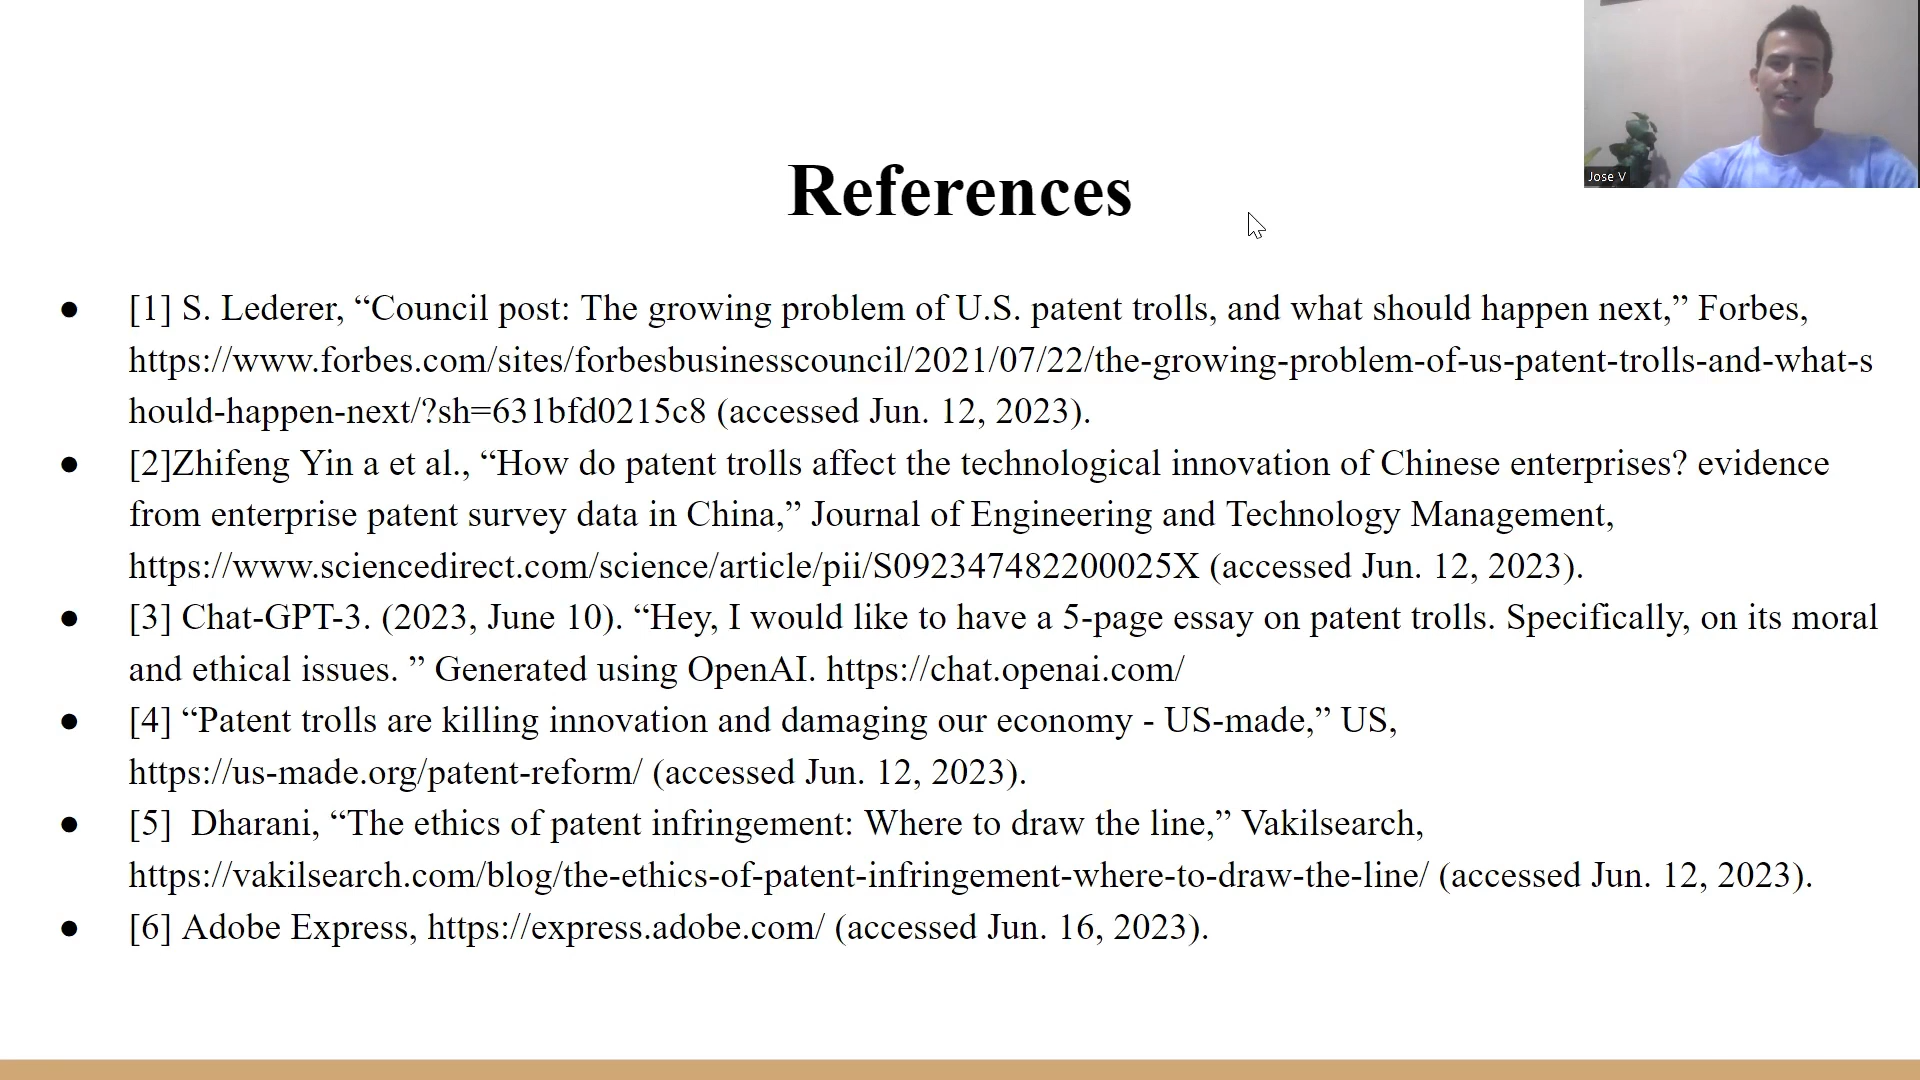 Jose V
References
● [1] S. Lederer, “Council post: The growing problem of U.S. patent trolls, and what should happen next,” Forbes,
https://www.forbes.com/sites/forbesbusinesscouncil/2021/07/22/the-growing-problem-of-us-patent-trolls-and-what-s
hould-happen-next/?sh=631bfd0215c8 (accessed Jun. 12, 2023).
● [2]Zhifeng Yin a et al., “How do patent trolls affect the technological innovation of Chinese enterprises? evidence
from enterprise patent survey data in China,” Journal of Engineering and Technology Management,
https://www.sciencedirect.com/science/article/pii/S092347482200025X (accessed Jun. 12, 2023).
● [3] Chat-GPT-3. (2023, June 10). “Hey, I would like to have a 5-page essay on patent trolls. Specifically, on its moral
and ethical issues. ” Generated using OpenAI. https://chat.openai.com/
● [4] “Patent trolls are killing innovation and damaging our economy - US-made,” US,
https://us-made.org/patent-reform/ (accessed Jun. 12, 2023).
● [5]  Dharani, “The ethics of patent infringement: Where to draw the line,” Vakilsearch,
https://vakilsearch.com/blog/the-ethics-of-patent-infringement-where-to-draw-the-line/ (accessed Jun. 12, 2023).
● [6] Adobe Express, https://express.adobe.com/ (accessed Jun. 16, 2023).